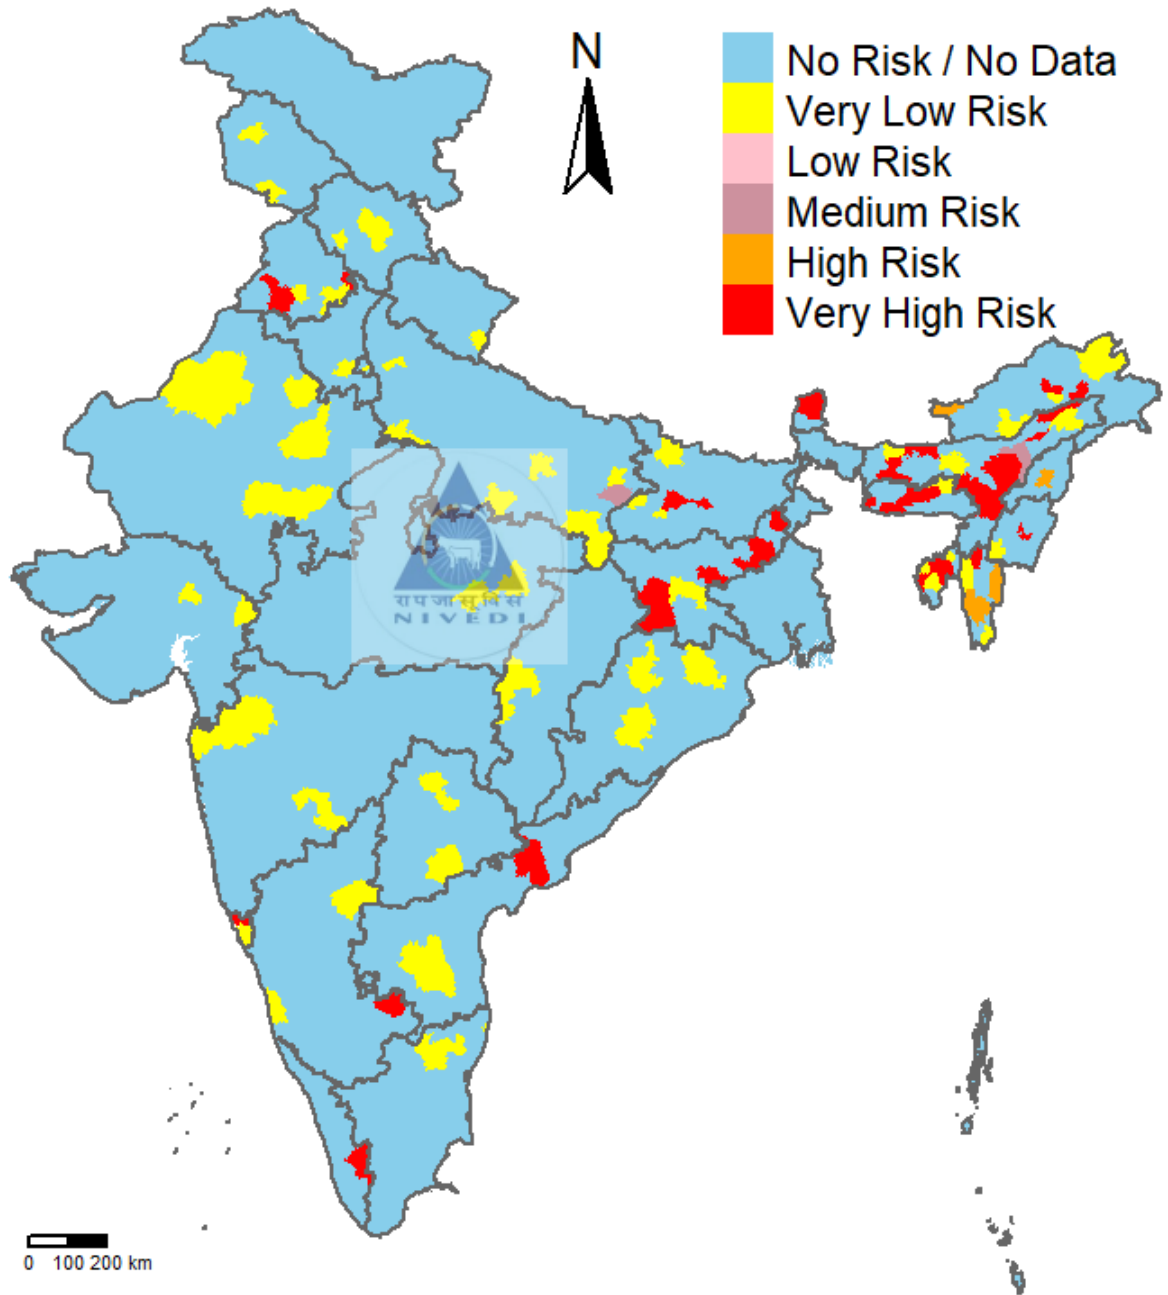 N
No Risk / No Data
Very Low Risk
Low Risk
Medium Risk
High Risk
Very High Risk
रा प जा सू वि सं
NIVEDI
0 100 200 km